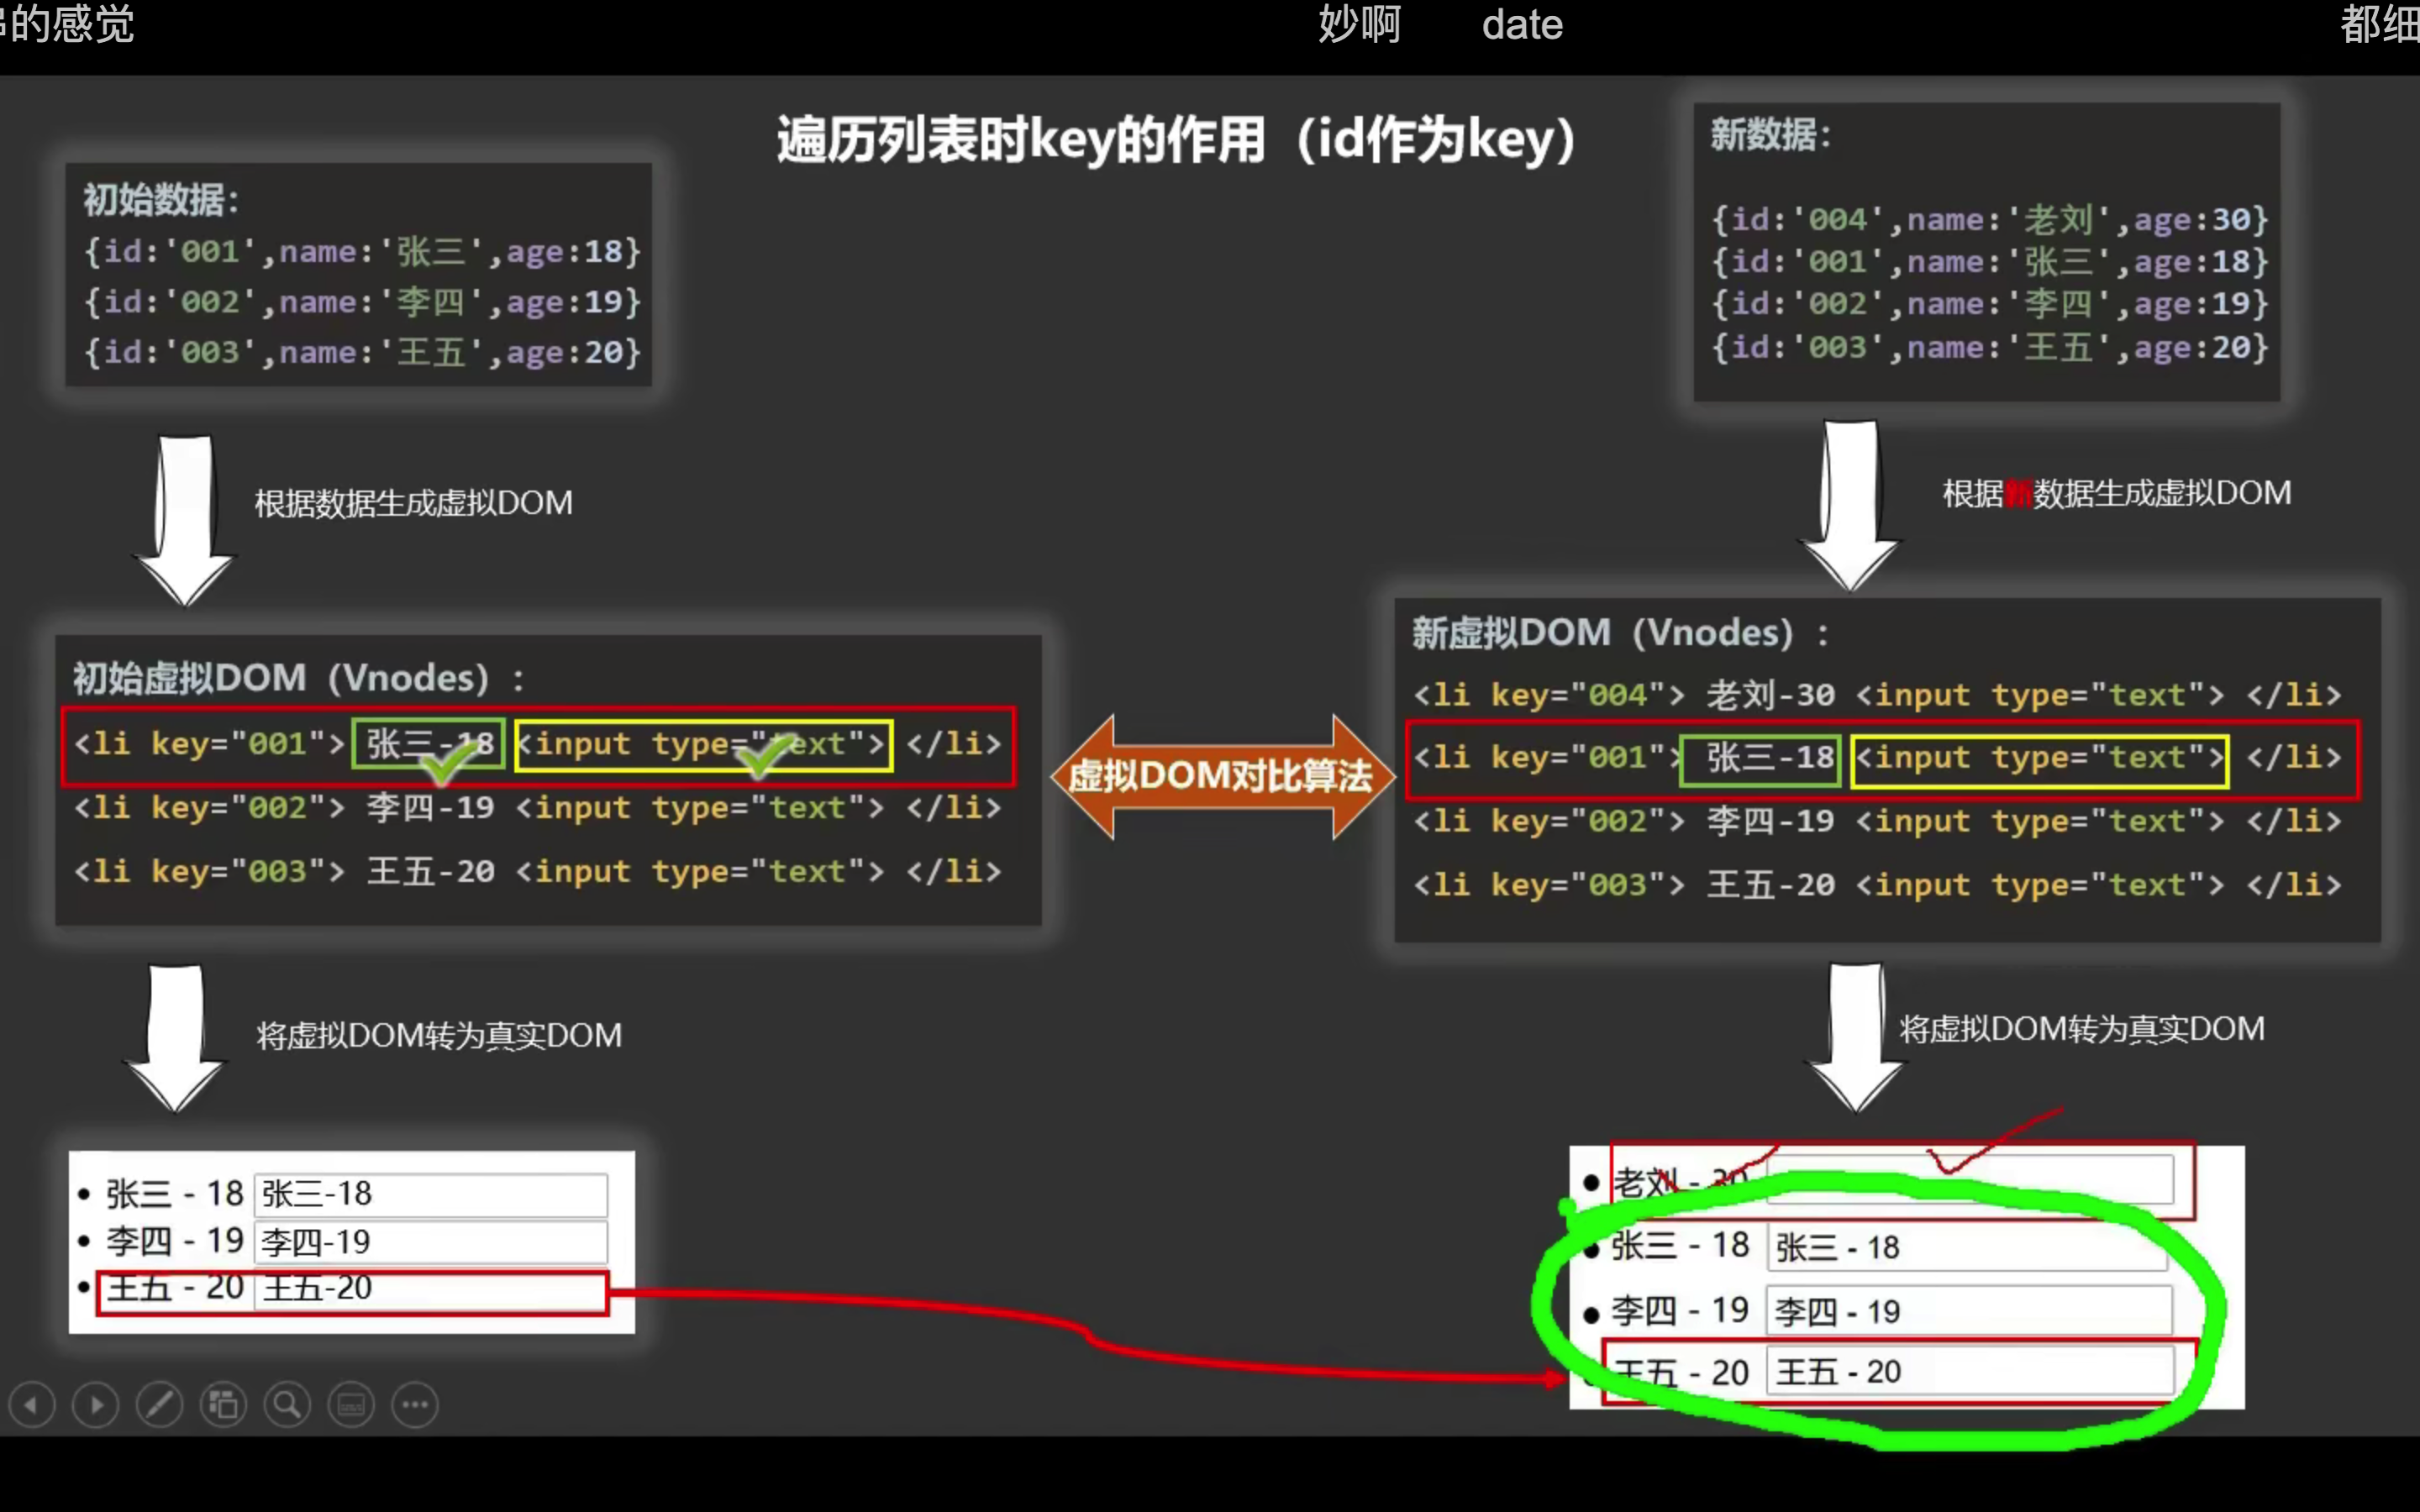 的感觉
妙啊
date
都细
遍历列表时key的作用（id作为key）
初始数据：
{id:'001',name:'张三',age:18}
{id:'002',name:'李四',age:19}
{id:'003',name:'王五',age:20}
新数据：
{id:'004',name:'老刘',age:30}
{id:'001',name:'张三',age:18}
{id:'002',name:'李四',age:19}
{id:'003',name:'王五',age:20}
根据数据生成虚拟DOM
根据新数据生成虚拟DOM
初始虚拟DOM（Vnodes）：
<li key="001"> 张三-18 <input type="text"> </li>
<li key="002"> 李四-19 <input type="text"> </li>
<li key="003"> 王五-20 <input type="text"> </li>
虚拟DOM对比算法
新虚拟DOM（Vnodes）：
<li key="004"> 老刘-30 <input type="text"> </li>
<li key="001"> 张三-18 <input type="text"> </li>
<li key="002"> 李四-19 <input type="text"> </li>
<li key="003"> 王五-20 <input type="text"> </li>
将虚拟DOM转为真实DOM
将虚拟DOM转为真实DOM
张三 - 18 张三-18
李四 - 19 李四-19
王五 - 20 王五-20
老刘 - 30
张三 - 18 张三 - 18
李四 - 19 李四 - 19
王五 - 20 王五 - 20